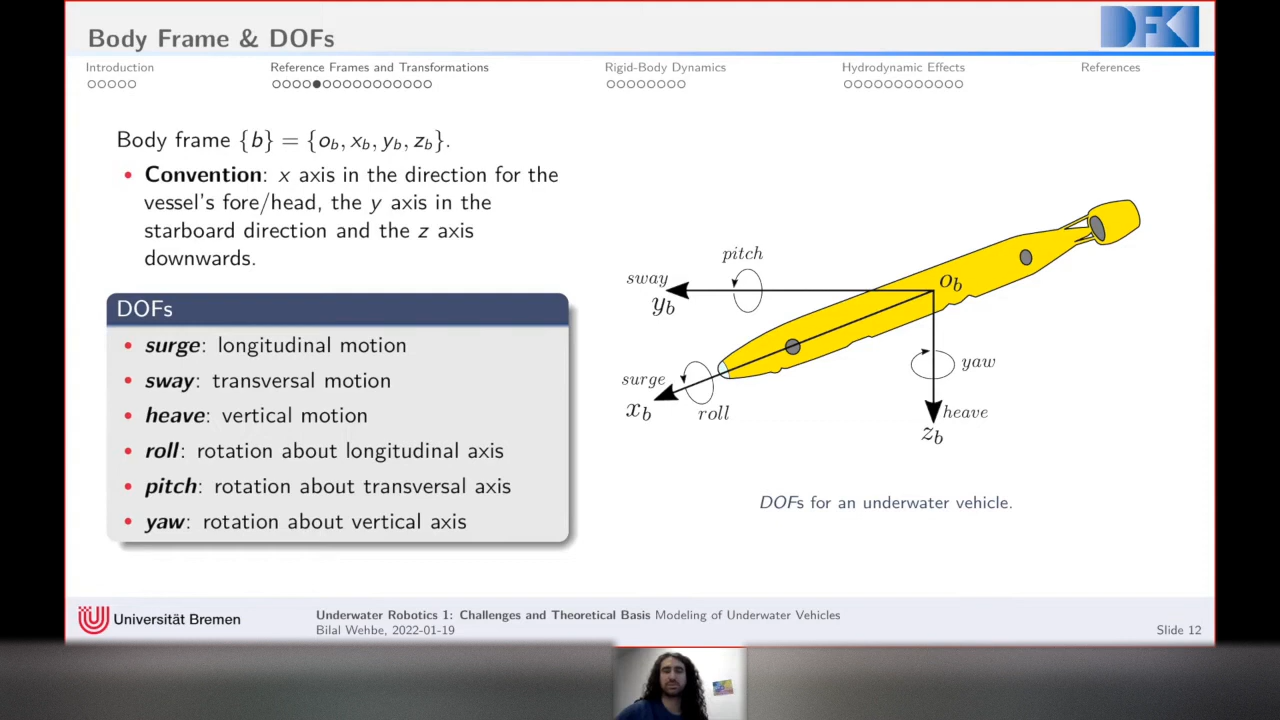 Body Frame & DOFs
DFKI
Introduction
Reference Frames and Transformations
Rigid-Body Dynamics
Hydrodynamic Effects
References
Body frame {b} = {o_b, x_b, y_b, z_b}.
• Convention: x axis in the direction for the
vessel's fore/head, the y axis in the
starboard direction and the z axis
downwards.
DOFs
• surge: longitudinal motion
• sway: transversal motion
• heave: vertical motion
• roll: rotation about longitudinal axis
• pitch: rotation about transversal axis
• yaw: rotation about vertical axis
pitch
sway
y_b
o_b
surge
x_b
roll
yaw
heave
z_b
DOFs for an underwater vehicle.
Universität Bremen
Underwater Robotics 1: Challenges and Theoretical Basis Modeling of Underwater Vehicles
Bilal Wehbe, 2022-01-19
Slide 12